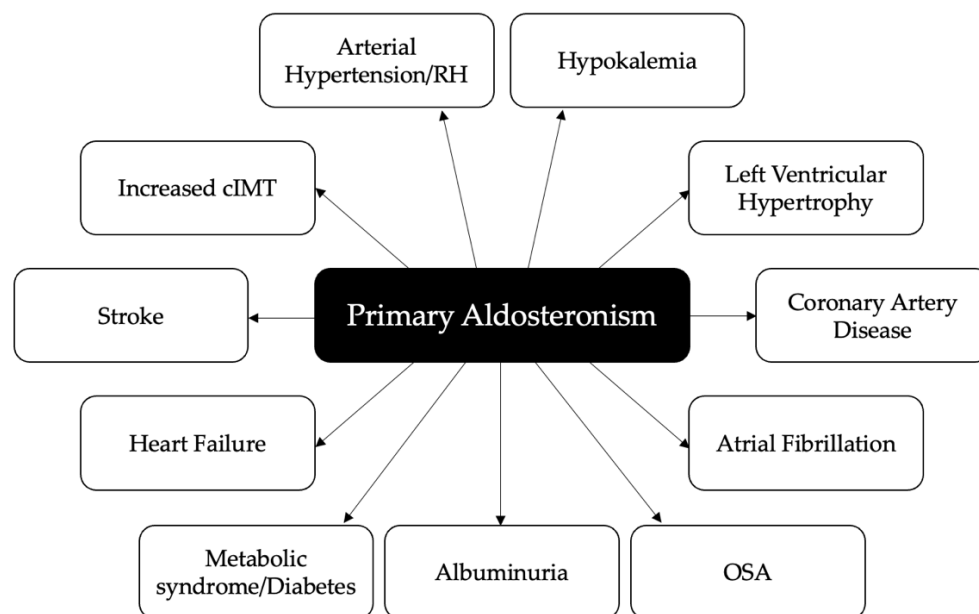 Arterial
Hypertension/RH
Hypokalemia
Increased cIMT
Left Ventricular
Hypertrophy
Stroke
Primary Aldosteronism
Coronary Artery
Disease
Heart Failure
Atrial Fibrillation
Metabolic
syndrome/Diabetes
Albuminuria
OSA